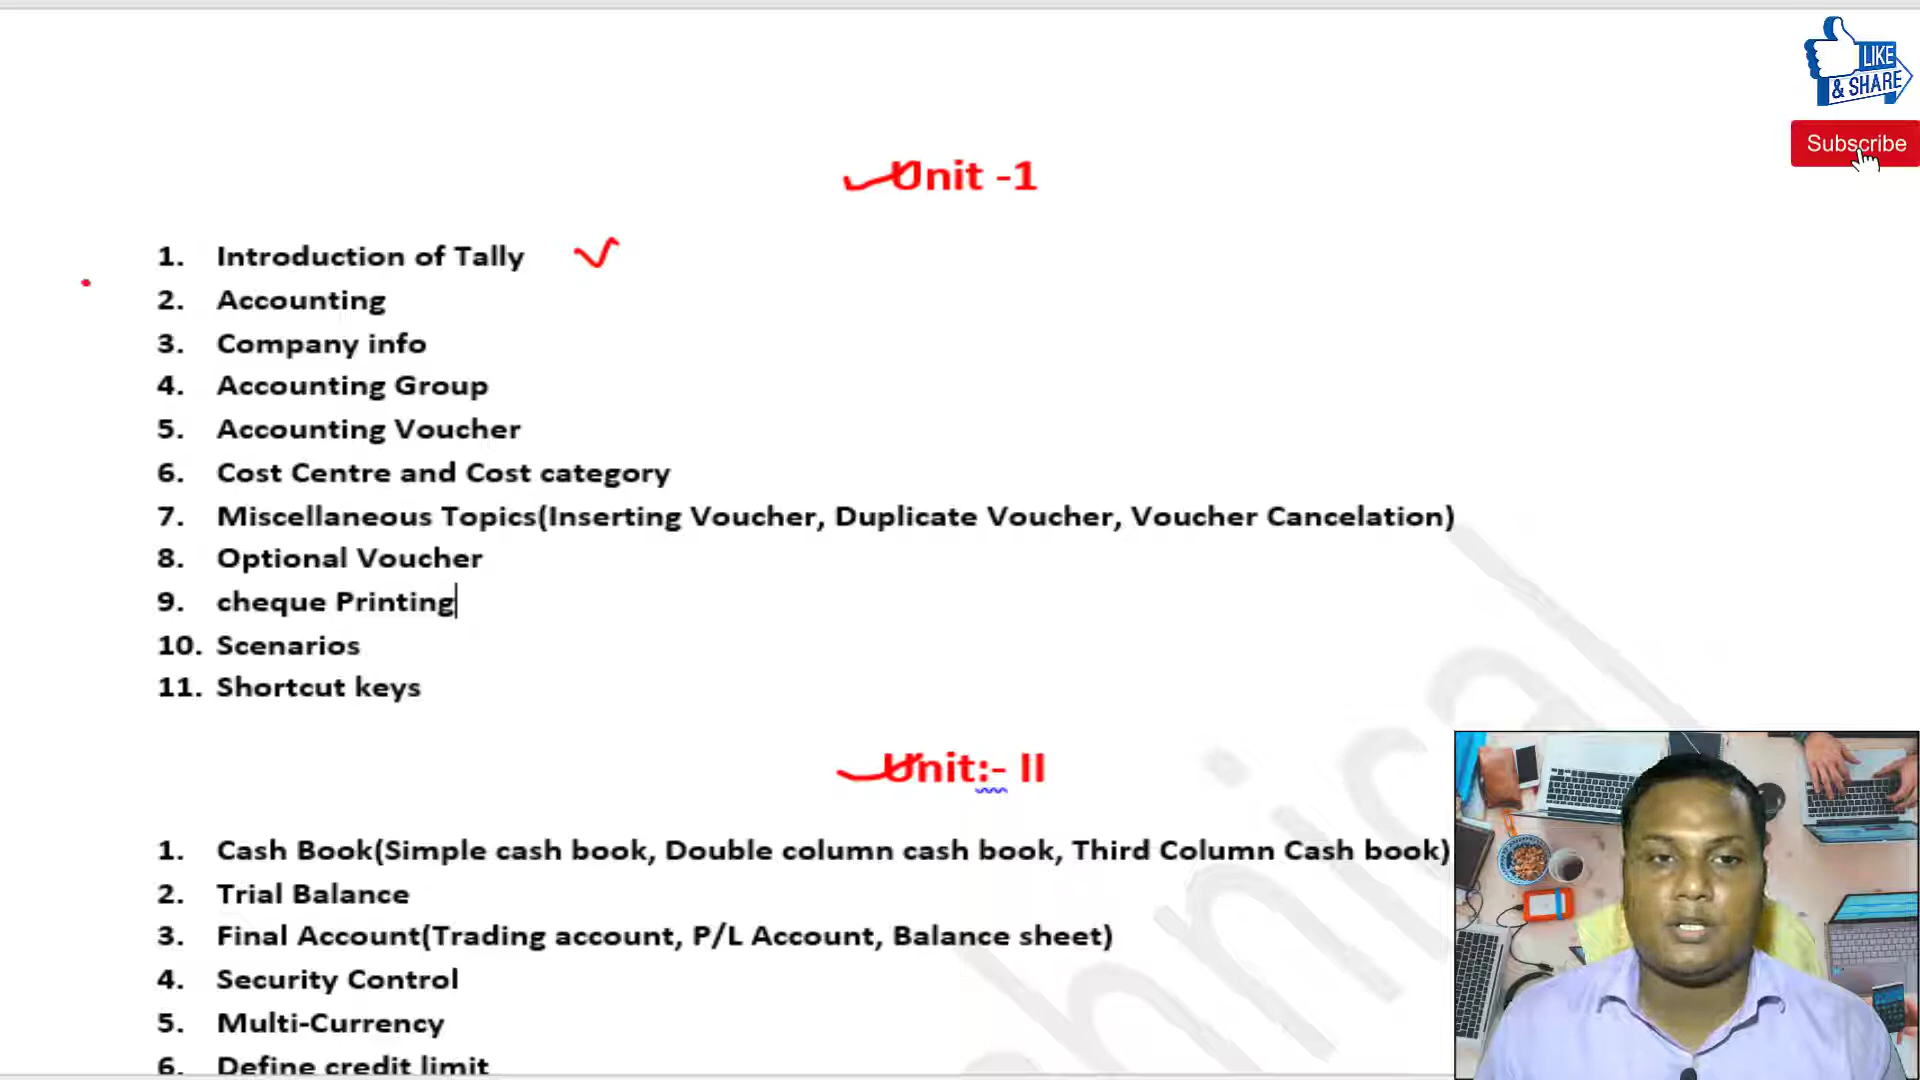 LIKE
& SHARE
Subscribe
Unit -1
1. Introduction of Tally
2. Accounting
3. Company info
4. Accounting Group
5. Accounting Voucher
6. Cost Centre and Cost category
7. Miscellaneous Topics(Inserting Voucher, Duplicate Voucher, Voucher Cancelation)
8. Optional Voucher
9. cheque Printing
10. Scenarios
11. Shortcut keys
Unit:- II
1. Cash Book(Simple cash book, Double column cash book, Third Column Cash book)
2. Trial Balance
3. Final Account(Trading account, P/L Account, Balance sheet)
4. Security Control
5. Multi-Currency
6. Define credit limit